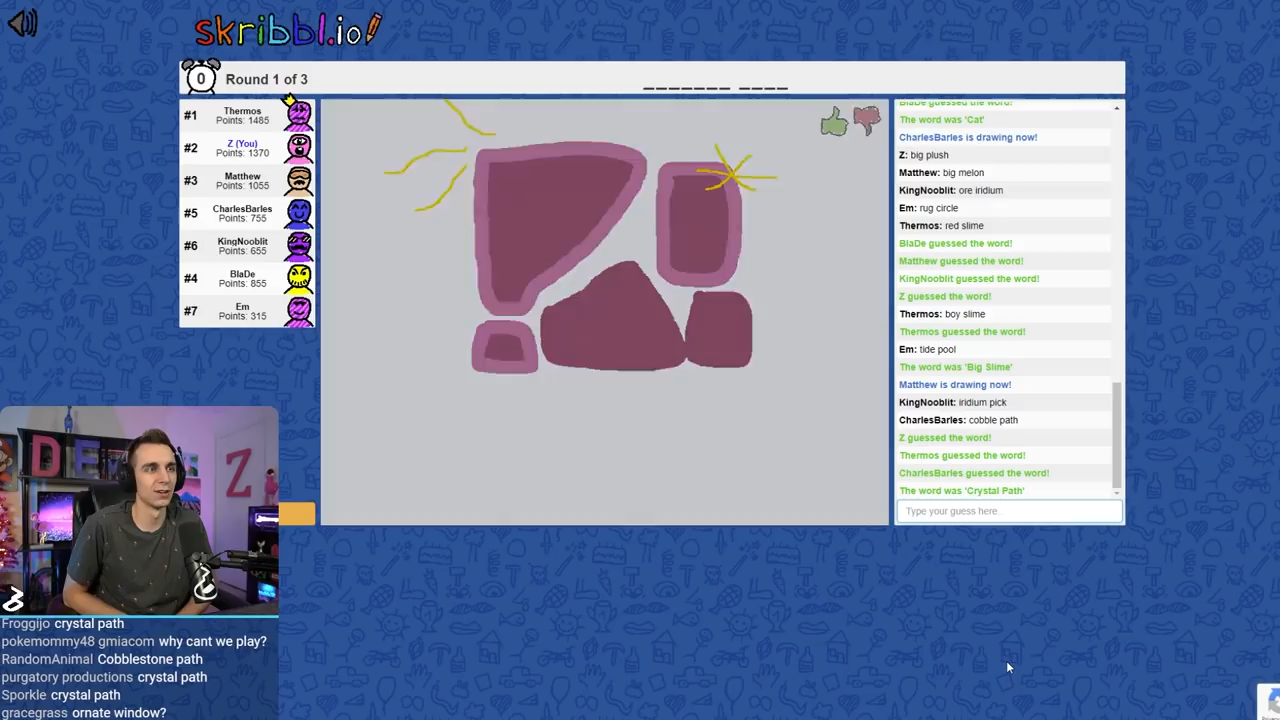 skribbl.io!
0
Round 1 of 3
_______ ____
#1
Thermos
Points: 1485
#2
Z (You)
Points: 1370
#3
Matthew
Points: 1055
#5
CharlesBarles
Points: 755
#6
KingNooblit
Points: 655
#4
BlaDe
Points: 855
#7
Em
Points: 315
BlaDe guessed the word!
The word was 'Cat'
CharlesBarles is drawing now!
Z: big plush
Matthew: big melon
KingNooblit: ore iridium
Em: rug circle
Thermos: red slime
BlaDe guessed the word!
Matthew guessed the word!
KingNooblit guessed the word!
Z guessed the word!
Thermos: boy slime
Thermos guessed the word!
Em: tide pool
The word was 'Big Slime'
Matthew is drawing now!
KingNooblit: iridium pick
CharlesBarles: cobble path
Z guessed the word!
Thermos guessed the word!
CharlesBarles guessed the word!
The word was 'Crystal Path'
Type your guess here..
Froggijo crystal path
pokemommy48 gmiacom why cant we play?
RandomAnimal Cobblestone path
purgatory productions crystal path
Sporkle crystal path
gracegrass ornate window?